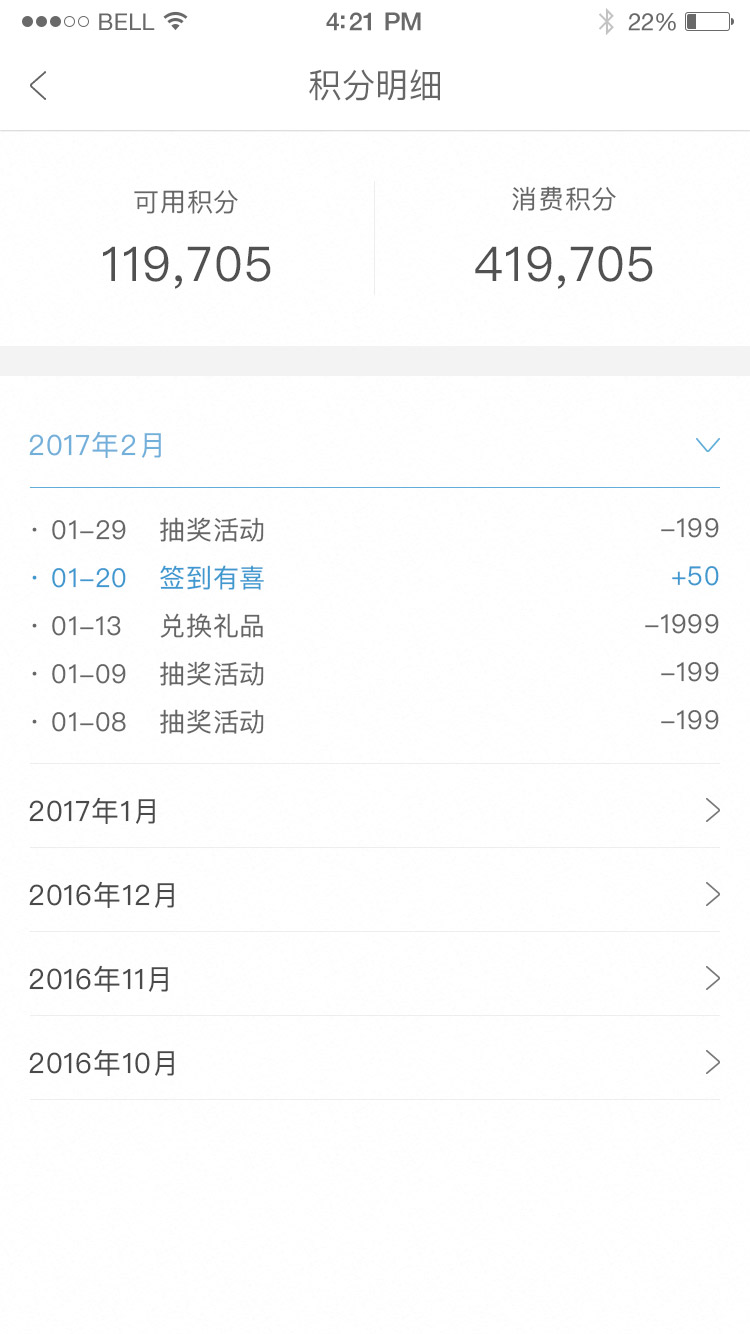 BELL 4:21 PM 22%
积分明细
可用积分 消费积分
119,705 419,705
2017年2月
· 01–29 抽奖活动 –199
· 01–20 签到有喜 +50
· 01–13 兑换礼品 –1999
· 01–09 抽奖活动 –199
· 01–08 抽奖活动 –199
2017年1月
2016年12月
2016年11月
2016年10月